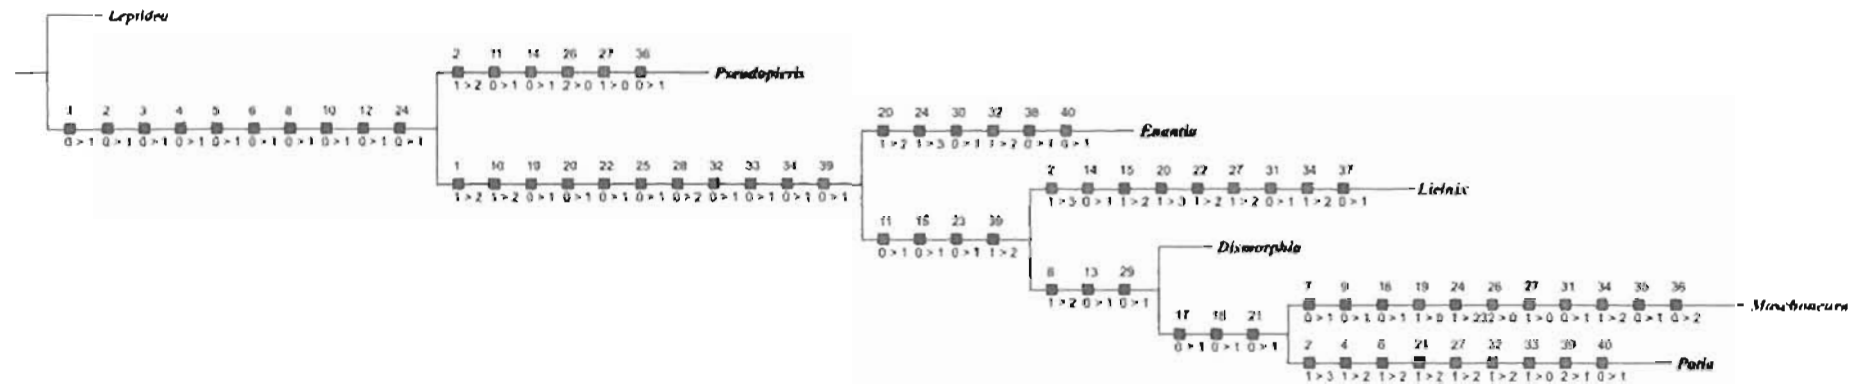 Leptidea
2 11 14 26 27 36
1 > 2 0 > 1 0 > 1 2 > 0 1 > 0 0 > 1
Pseudopieris
1 2 3 4 5 6 8 10 12 24
0 > 1 0 > 1 0 > 1 0 > 1 0 > 1 0 > 1 0 > 1 0 > 1 0 > 1 0 > 1
20 24 30 32 38 40
1 > 2 1 > 3 0 > 1 1 > 2 0 > 1 0 > 1
Enantia
1 10 19 20 22 25 28 32 33 34 39
1 > 2 1 > 2 0 > 1 0 > 1 0 > 1 0 > 1 0 > 2 0 > 1 0 > 1 0 > 1 0 > 1
2 14 15 20 22 27 31 34 37
1 > 3 0 > 1 1 > 2 1 > 3 1 > 2 1 > 2 0 > 1 1 > 2 0 > 1
Lieinix
11 15 23 39
0 > 1 0 > 1 0 > 1 1 > 2
Dismorphia
8 13 29
1 > 2 0 > 1 0 > 1
7 9 16 19 24 26 27 31 34 35 36
0 > 1 0 > 1 0 > 1 1 > 0 1 > 23 2 > 0 1 > 0 0 > 1 1 > 2 0 > 1 0 > 2
Moschoneura
17 18 21
0 > 1 0 > 1 0 > 1
2 4 6 21 27 32 33 39 40
1 > 3 1 > 2 1 > 2 1 > 2 1 > 2 1 > 2 1 > 0 2 > 1 0 > 1
Patia